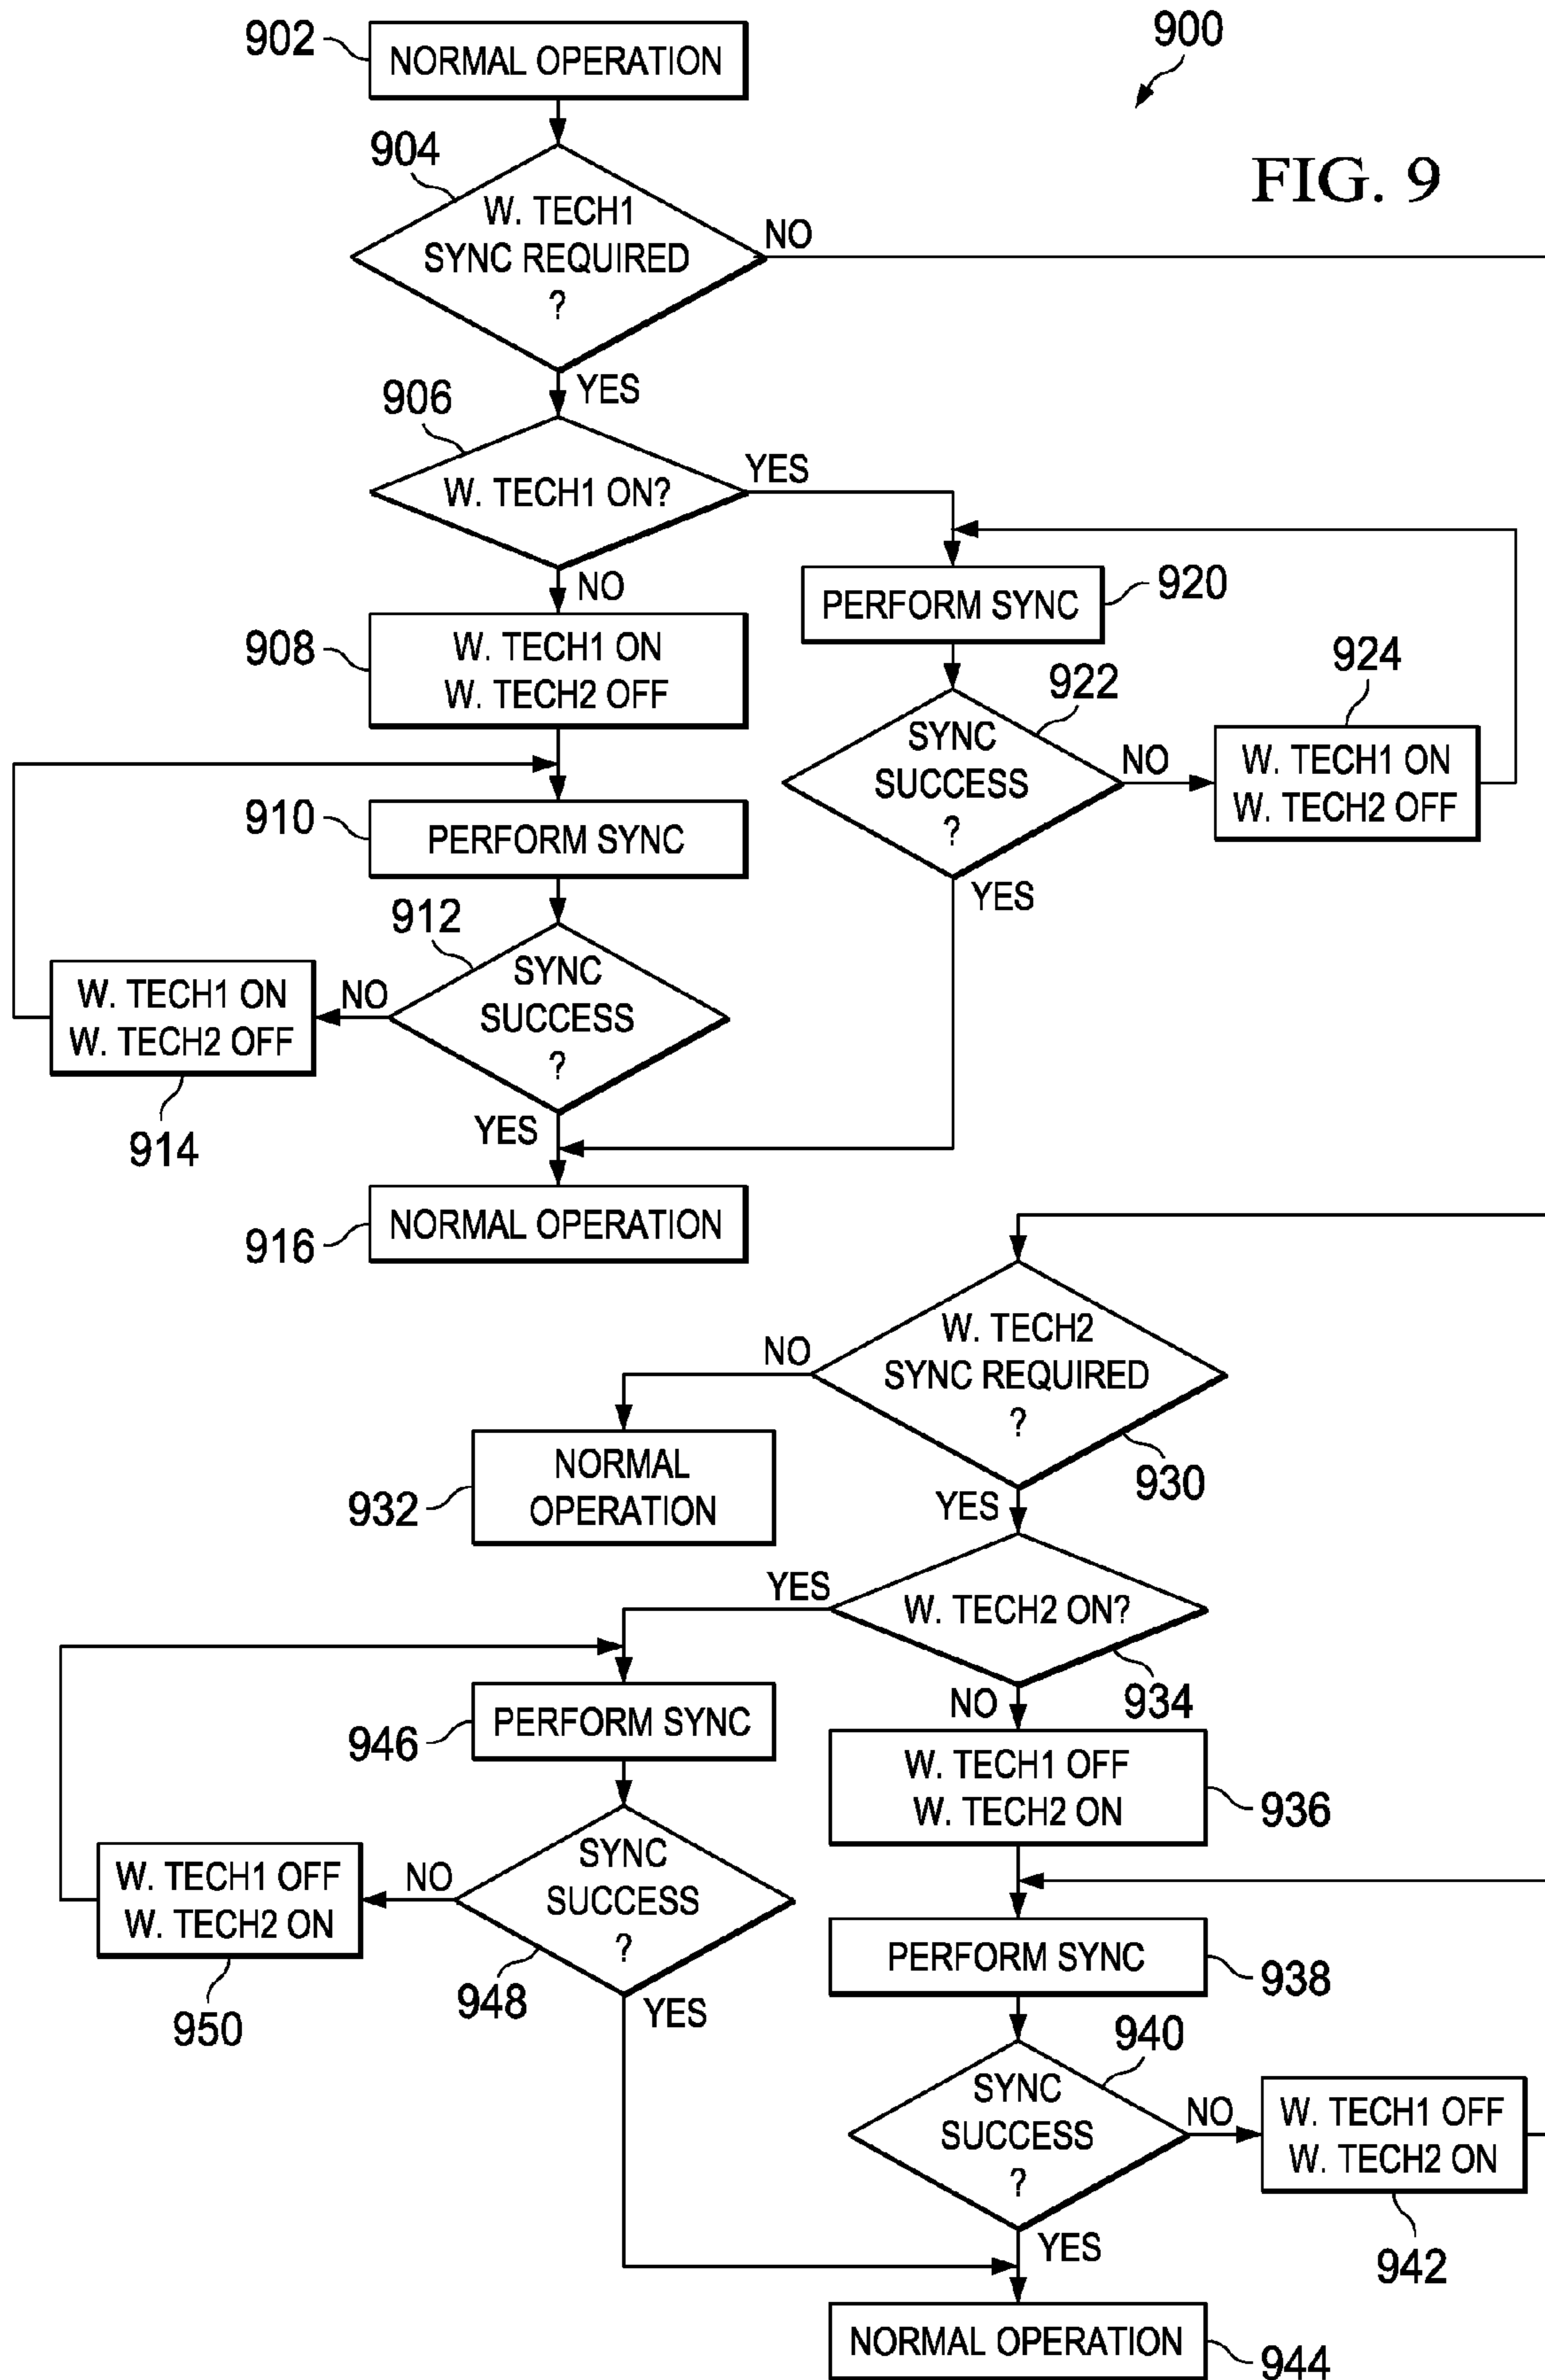 902
NORMAL OPERATION
900
FIG. 9
904
W. TECH1
SYNC REQUIRED
?
NO
YES
906
W. TECH1 ON?
YES
NO
908
W. TECH1 ON
W. TECH2 OFF
PERFORM SYNC
920
922
SYNC
SUCCESS
?
NO
924
W. TECH1 ON
W. TECH2 OFF
YES
910
PERFORM SYNC
912
SYNC
SUCCESS
?
NO
W. TECH1 ON
W. TECH2 OFF
914
YES
916
NORMAL OPERATION
W. TECH2
SYNC REQUIRED
?
930
NO
932
NORMAL
OPERATION
YES
W. TECH2 ON?
934
YES
NO
946
PERFORM SYNC
W. TECH1 OFF
W. TECH2 ON
936
SYNC
SUCCESS
?
948
NO
W. TECH1 OFF
W. TECH2 ON
950
YES
PERFORM SYNC
938
940
SYNC
SUCCESS
?
NO
W. TECH1 OFF
W. TECH2 ON
942
YES
NORMAL OPERATION
944